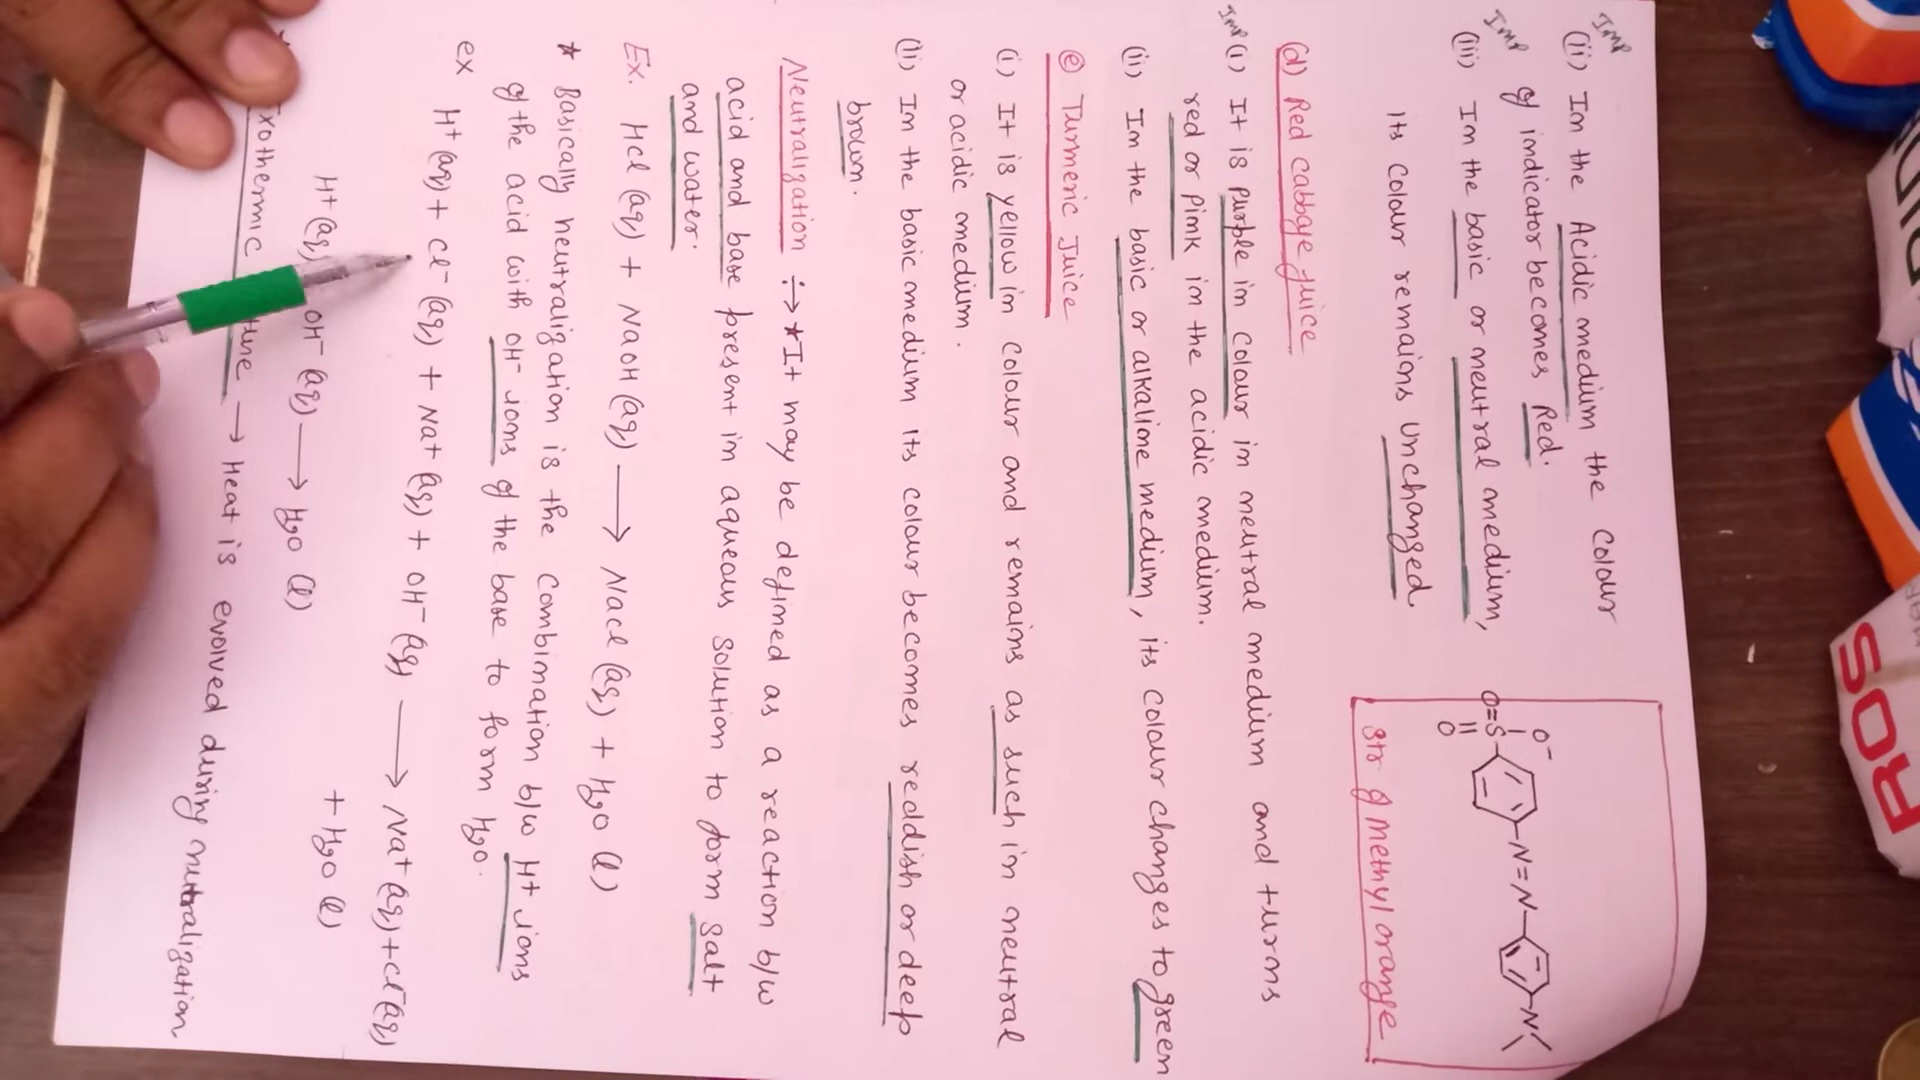 Imp
(ii) In the Acidic medium the colour
of indicator becomes Red.
Imp
(iii) In the basic or neutral medium,
its colour remains unchanged
O⁻
O=S
O
N=N
N
str of methyl orange
(d) Red cabbage juice
Imp (i) It is purple in colour in neutral medium and turns
red or pink in the acidic medium.
(ii) In the basic or alkaline medium, its colour changes to green
(e) Turmeric Juice
(i) It is yellow in colour and remains as such in neutral
or acidic medium.
(ii) In the basic medium its colour becomes reddish or deep
brown.
Neutralization ÷→ * It may be defined as a reaction b/w
acid and base present in aqueous solution to form salt
and water.
Ex. HCl (aq) + NaOH (aq) ⟶ NaCl (aq) + H₂O (l)
* Basically neutralization is the combination b/w H⁺ ions
of the acid with OH⁻ ions of the base to form H₂O.
ex H⁺ (aq) + Cl⁻ (aq) + Na⁺ (aq) + OH⁻ (aq) ⟶ Na⁺ (aq) + Cl⁻ (aq)
+ H₂O (l)
H⁺ (aq) OH⁻ (aq) ⟶ H₂O (l)
Exothermic → Heat is evolved during neutralization
ROS